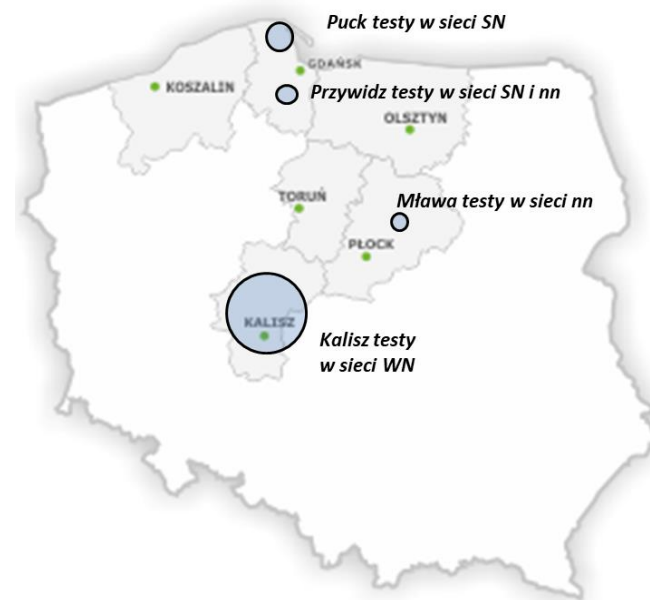 Puck testy w sieci SN
GDAŃSK
KOSZALIN
Przywidz testy w sieci SN i nn
OLSZTYN
TORUŃ
Mława testy w sieci nn
PŁOCK
KALISZ
Kalisz testy
w sieci WN